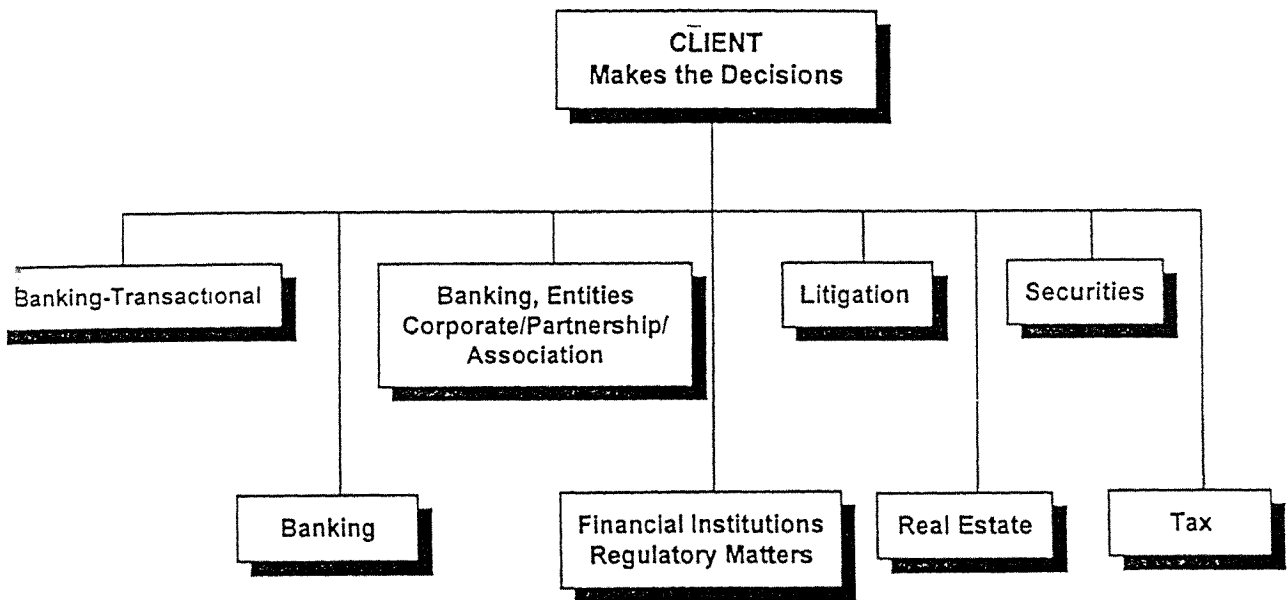 CLIENT
Makes the Decisions
Banking-Transactional
Banking, Entities
Corporate/Partnership/
Association
Litigation
Securities
Banking
Financial Institutions
Regulatory Matters
Real Estate
Tax